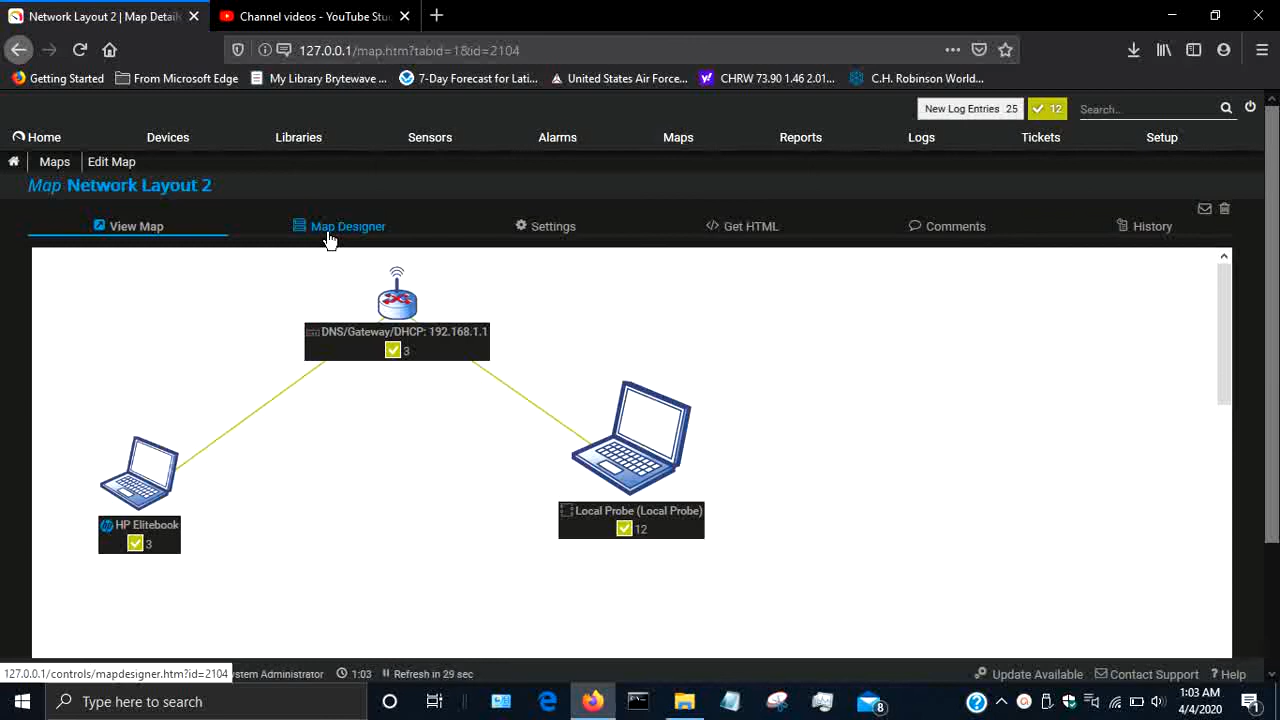 Network Layout 2 | Map Details
Channel videos - YouTube Stu
127.0.0.1/map.htm?tabid=1&id=2104
Getting Started
From Microsoft Edge
My Library Brytewave ...
7-Day Forecast for Lati...
United States Air Force...
CHRW 73.90 1.46 2.01...
C.H. Robinson World...
New Log Entries 25
12
Search...
Home
Devices
Libraries
Sensors
Alarms
Maps
Reports
Logs
Tickets
Setup
Maps
Edit Map
Map Network Layout 2
View Map
Map Designer
Settings
Get HTML
Comments
History
DNS/Gateway/DHCP: 192.168.1.1
3
HP Elitebook
3
Local Probe (Local Probe)
12
127.0.0.1/controls/mapdesigner.htm?id=2104
stem Administrator
1:03
Refresh in 29 sec
Update Available
Contact Support
? Help
Type here to search
8
1:03 AM
4/4/2020
1